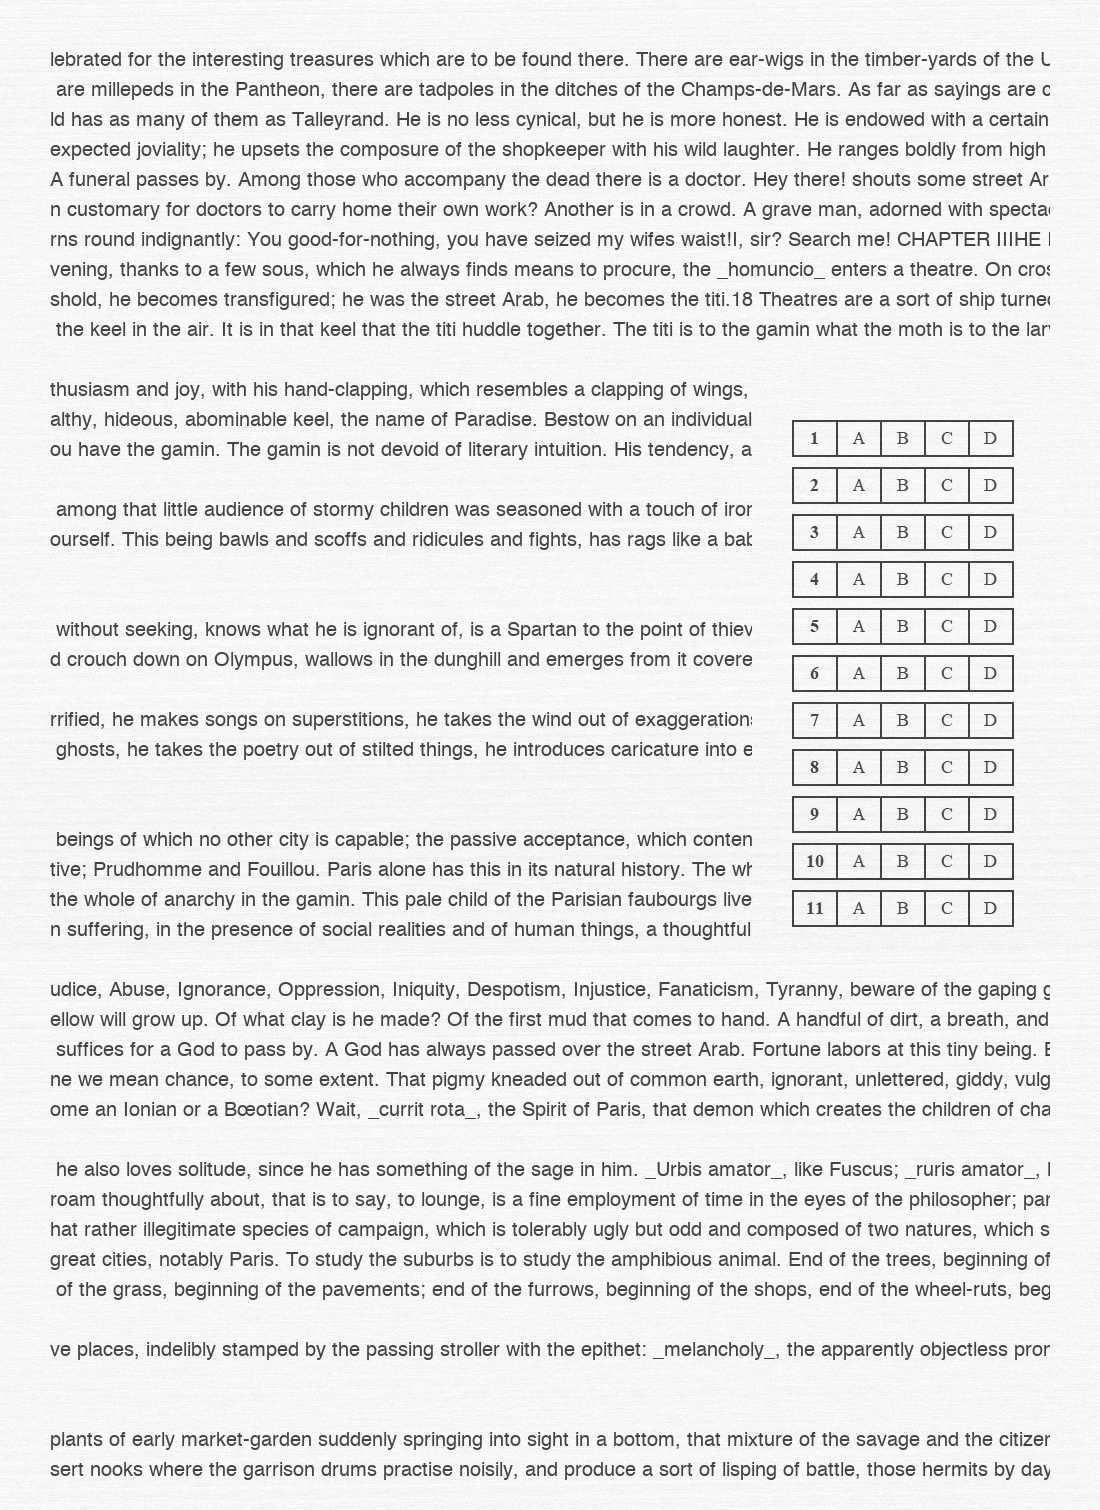 lebrated for the interesting treasures which are to be found there. There are ear-wigs in the timber-yards of the
are millepeds in the Pantheon, there are tadpoles in the ditches of the Champs-de-Mars. As far as sayings are
ld has as many of them as Talleyrand. He is no less cynical, but he is more honest. He is endowed with a certain
expected joviality; he upsets the composure of the shopkeeper with his wild laughter. He ranges boldly from high
A funeral passes by. Among those who accompany the dead there is a doctor. Hey there! shouts some street Ar
n customary for doctors to carry home their own work? Another is in a crowd. A grave man, adorned with specta
rns round indignantly: You good-for-nothing, you have seized my wifes waist!I, sir? Search me! CHAPTER IIIHE
vening, thanks to a few sous, which he always finds means to procure, the _homuncio_ enters a theatre. On cros
shold, he becomes transfigured; he was the street Arab, he becomes the titi.18 Theatres are a sort of ship turne
the keel in the air. It is in that keel that the titi huddle together. The titi is to the gamin what the moth is to the lar
thusiasm and joy, with his hand-clapping, which resembles a clapping of wings,
althy, hideous, abominable keel, the name of Paradise. Bestow on an individual
ou have the gamin. The gamin is not devoid of literary intuition. His tendency, a
among that little audience of stormy children was seasoned with a touch of iror
ourself. This being bawls and scoffs and ridicules and fights, has rags like a bab
without seeking, knows what he is ignorant of, is a Spartan to the point of thiev
d crouch down on Olympus, wallows in the dunghill and emerges from it covere
rrified, he makes songs on superstitions, he takes the wind out of exaggerations
ghosts, he takes the poetry out of stilted things, he introduces caricature into e
beings of which no other city is capable; the passive acceptance, which conten
tive; Prudhomme and Fouillou. Paris alone has this in its natural history. The wh
the whole of anarchy in the gamin. This pale child of the Parisian faubourgs live
n suffering, in the presence of social realities and of human things, a thoughtful
1 A B C D
2 A B C D
3 A B C D
4 A B C D
5 A B C D
6 A B C D
7 A B C D
8 A B C D
9 A B C D
10 A B C D
11 A B C D
udice, Abuse, Ignorance, Oppression, Iniquity, Despotism, Injustice, Fanaticism, Tyranny, beware of the gaping g
ellow will grow up. Of what clay is he made? Of the first mud that comes to hand. A handful of dirt, a breath, and
suffices for a God to pass by. A God has always passed over the street Arab. Fortune labors at this tiny being.
ne we mean chance, to some extent. That pigmy kneaded out of common earth, ignorant, unlettered, giddy, vulg
ome an Ionian or a Bœotian? Wait, _currit rota_, the Spirit of Paris, that demon which creates the children of cha
he also loves solitude, since he has something of the sage in him. _Urbis amator_, like Fuscus; _ruris amator_,
roam thoughtfully about, that is to say, to lounge, is a fine employment of time in the eyes of the philosopher; par
hat rather illegitimate species of campaign, which is tolerably ugly but odd and composed of two natures, which s
great cities, notably Paris. To study the suburbs is to study the amphibious animal. End of the trees, beginning of
of the grass, beginning of the pavements; end of the furrows, beginning of the shops, end of the wheel-ruts, beg
ve places, indelibly stamped by the passing stroller with the epithet: _melancholy_, the apparently objectless pror
plants of early market-garden suddenly springing into sight in a bottom, that mixture of the savage and the citizen
sert nooks where the garrison drums practise noisily, and produce a sort of lisping of battle, those hermits by day